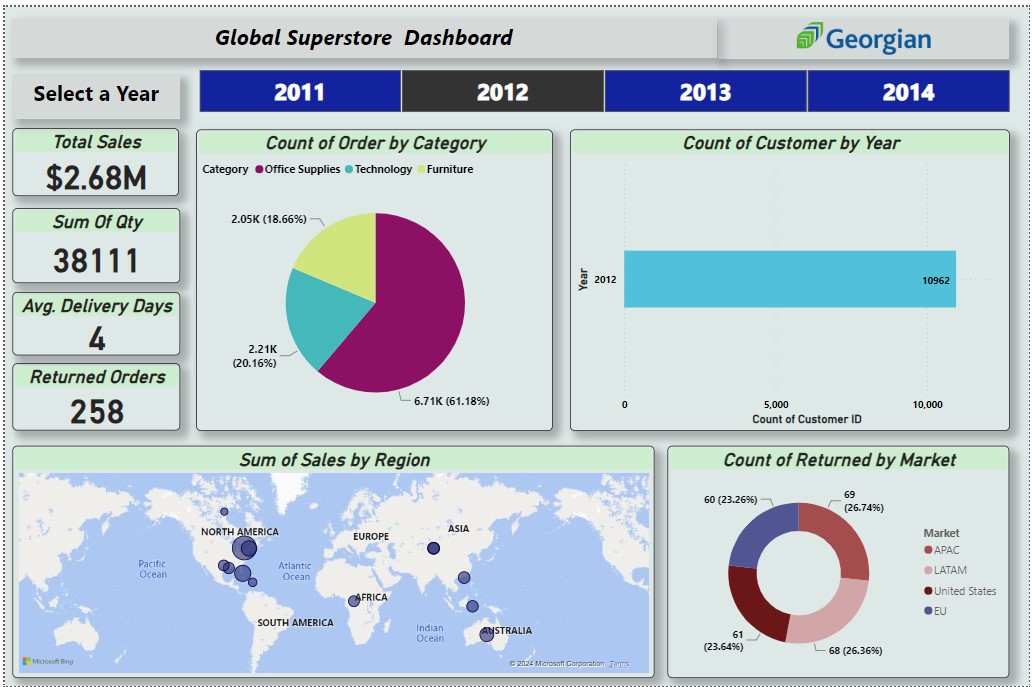 Global Superstore Dashboard
Georgian
Select a Year
2011
2012
2013
2014
Total Sales
$2.68M
Sum Of Qty
38111
Avg. Delivery Days
4
Returned Orders
258
Count of Order by Category
Category Office Supplies Technology Furniture
2.05K (18.66%)
2.21K
(20.16%)
6.71K (61.18%)
Count of Customer by Year
Year
2012
10962
0
5,000
10,000
Count of Customer ID
Sum of Sales by Region
NORTH AMERICA
EUROPE
ASIA
Pacific
Ocean
Atlantic
Ocean
AFRICA
SOUTH AMERICA
Indian
Ocean
AUSTRALIA
Microsoft Bing
© 2024 Microsoft Corporation Terms
Count of Returned by Market
60 (23.26%)
69
(26.74%)
61
(23.64%)
68 (26.36%)
Market
APAC
LATAM
United States
EU